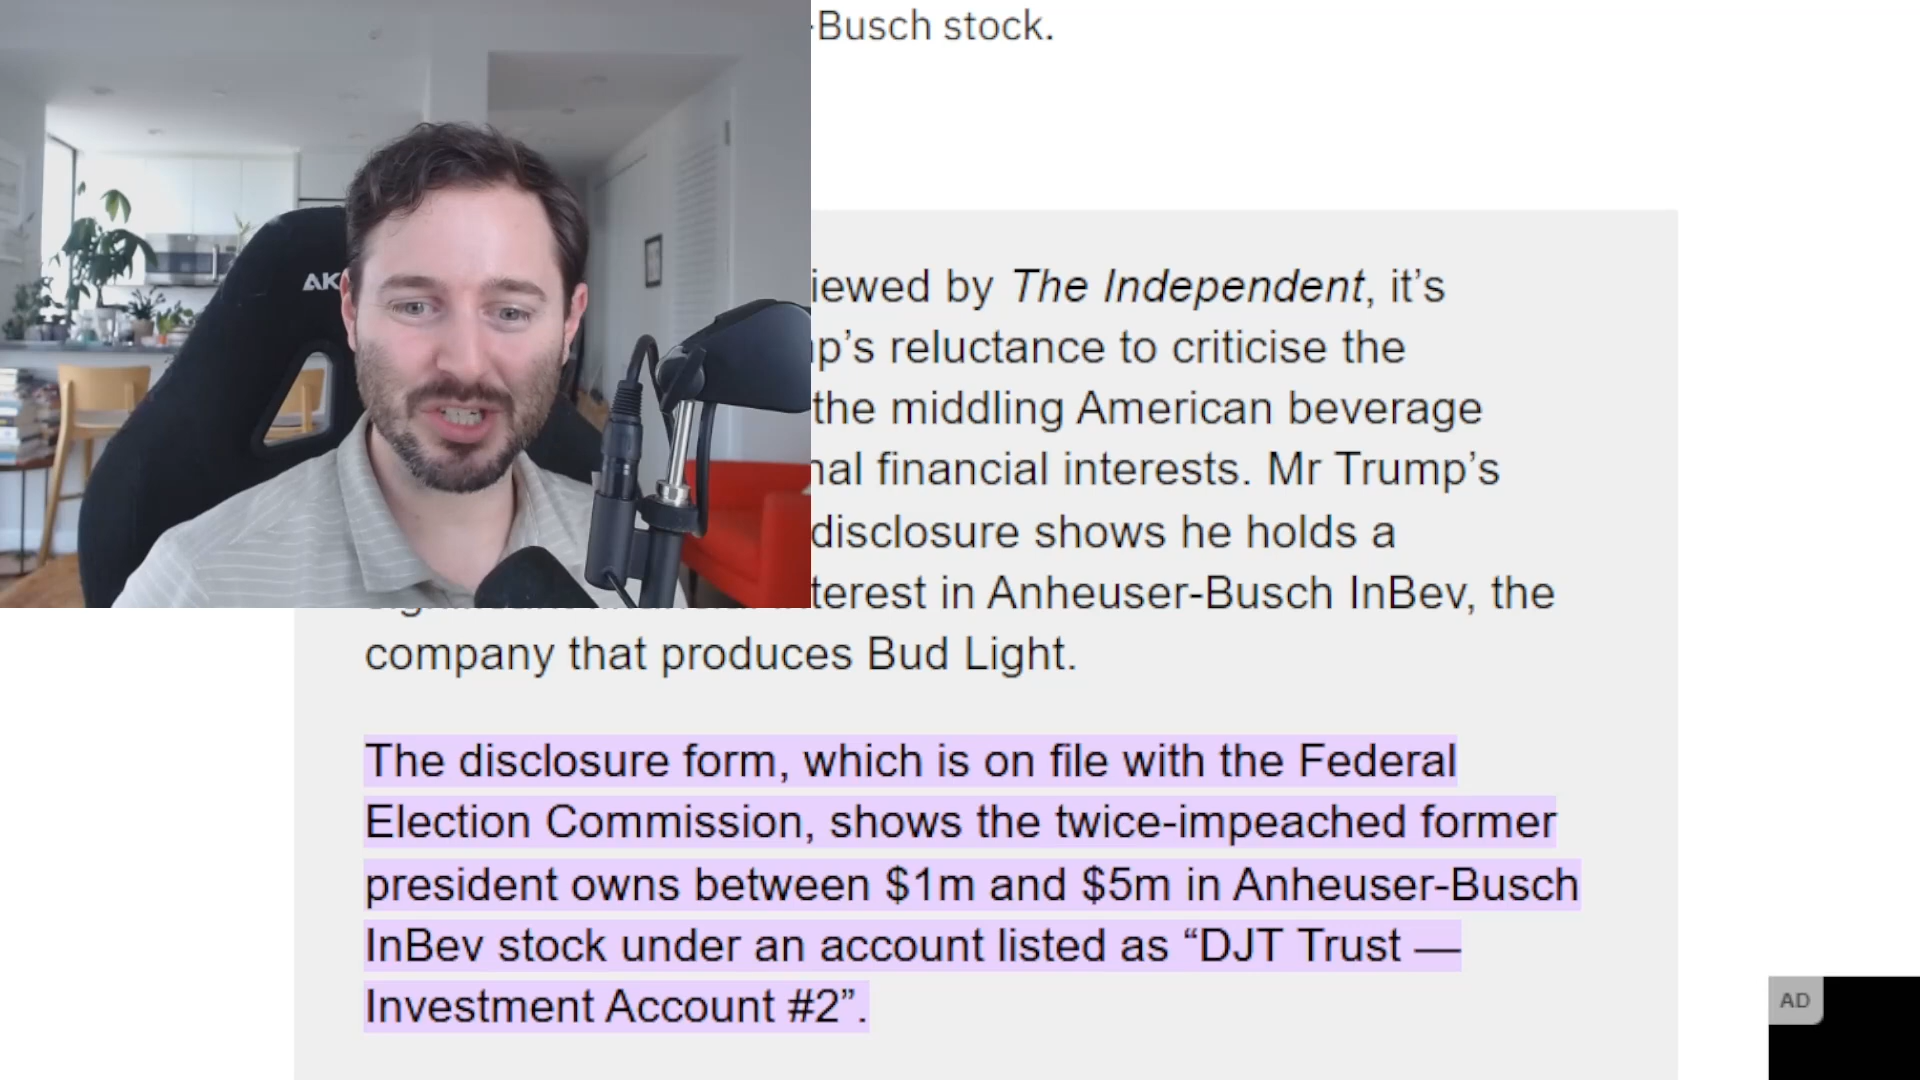 -Busch stock.
AK
iewed by The Independent, it’s
p’s reluctance to criticise the
the middling American beverage
nal financial interests. Mr Trump’s
disclosure shows he holds a
terest in Anheuser-Busch InBev, the
company that produces Bud Light.
The disclosure form, which is on file with the Federal
Election Commission, shows the twice-impeached former
president owns between $1m and $5m in Anheuser-Busch
InBev stock under an account listed as “DJT Trust —
Investment Account #2”.
AD